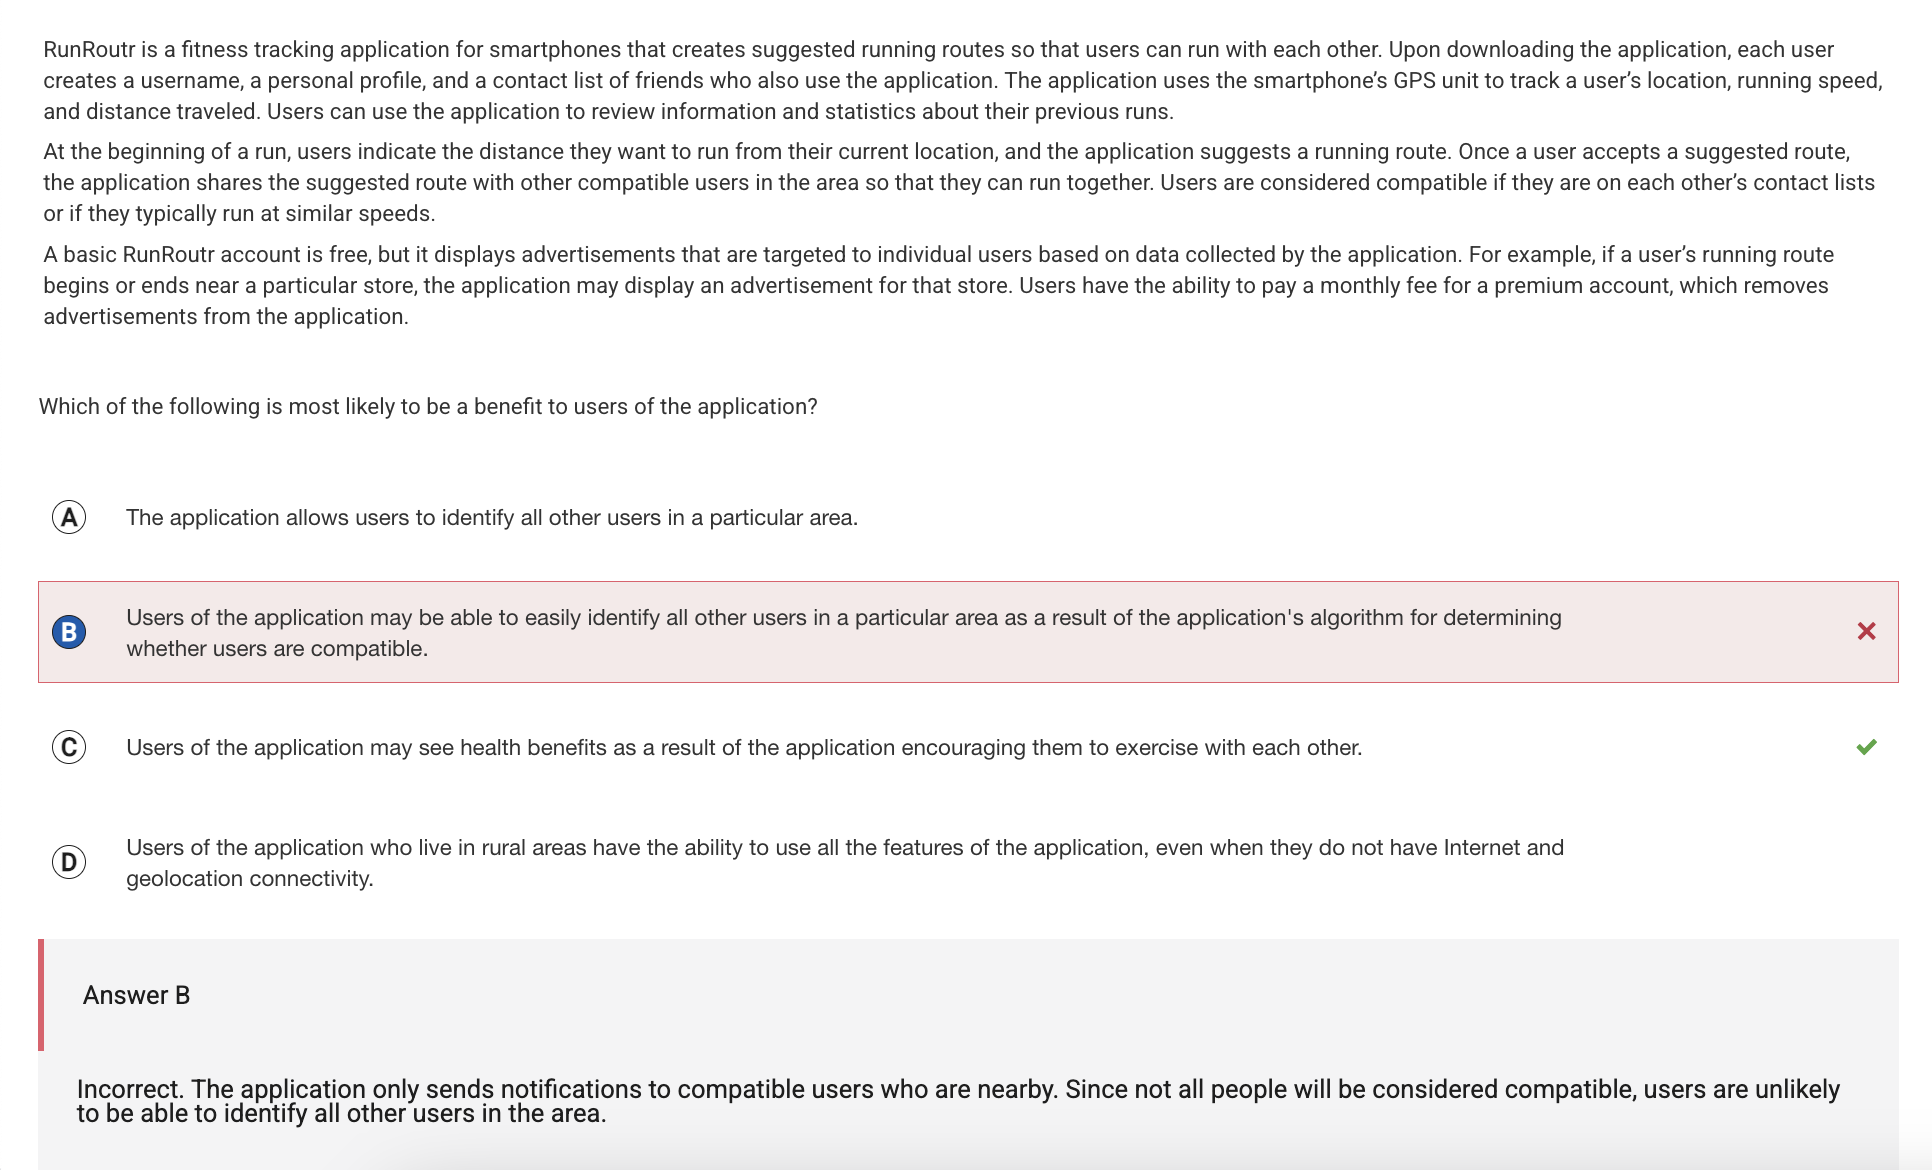 RunRoutr is a fitness tracking application for smartphones that creates suggested running routes so that users can run with each other. Upon downloading the application, each user
creates a username, a personal profile, and a contact list of friends who also use the application. The application uses the smartphone’s GPS unit to track a user’s location, running speed,
and distance traveled. Users can use the application to review information and statistics about their previous runs.
At the beginning of a run, users indicate the distance they want to run from their current location, and the application suggests a running route. Once a user accepts a suggested route,
the application shares the suggested route with other compatible users in the area so that they can run together. Users are considered compatible if they are on each other’s contact lists
or if they typically run at similar speeds.
A basic RunRoutr account is free, but it displays advertisements that are targeted to individual users based on data collected by the application. For example, if a user’s running route
begins or ends near a particular store, the application may display an advertisement for that store. Users have the ability to pay a monthly fee for a premium account, which removes
advertisements from the application.
Which of the following is most likely to be a benefit to users of the application?
A The application allows users to identify all other users in a particular area.
B Users of the application may be able to easily identify all other users in a particular area as a result of the application's algorithm for determining
whether users are compatible.
C Users of the application may see health benefits as a result of the application encouraging them to exercise with each other.
D Users of the application who live in rural areas have the ability to use all the features of the application, even when they do not have Internet and
geolocation connectivity.
Answer B
Incorrect. The application only sends notifications to compatible users who are nearby. Since not all people will be considered compatible, users are unlikely
to be able to identify all other users in the area.